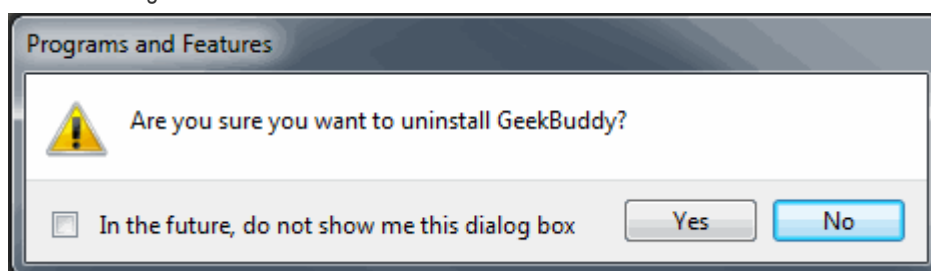 Programs and Features
Are you sure you want to uninstall GeekBuddy?
In the future, do not show me this dialog box
Yes
No